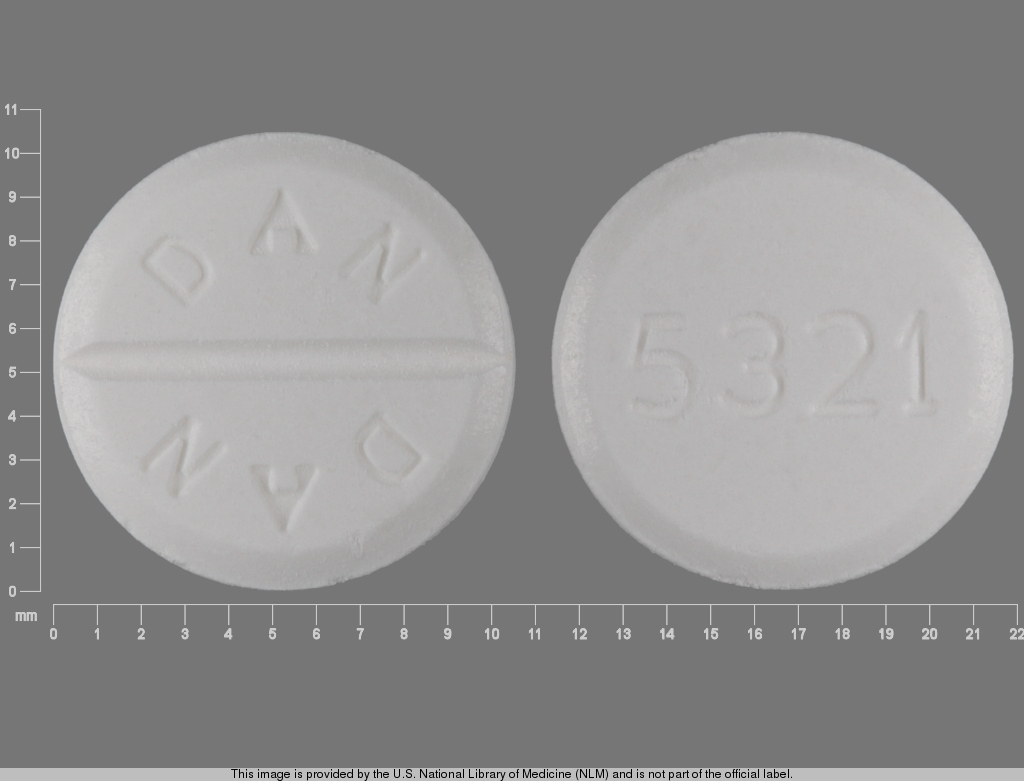 11
10
9
8
7
6
5
4
3
2
1
0
mm
DAN
DAN
5321
0 1 2 3 4 5 6 7 8 9 10 11 12 13 14 15 16 17 18 19 20 21 22
This image is provided by the U.S. National Library of Medicine (NLM) and is not part of the official label.